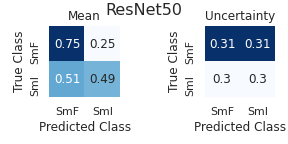 ResNet50
Mean
True Class
SmF
SmI
0.75 0.25
0.51 0.49
SmF SmI
Predicted Class
Uncertainty
True Class
SmF
SmI
0.31 0.31
0.3 0.3
SmF SmI
Predicted Class